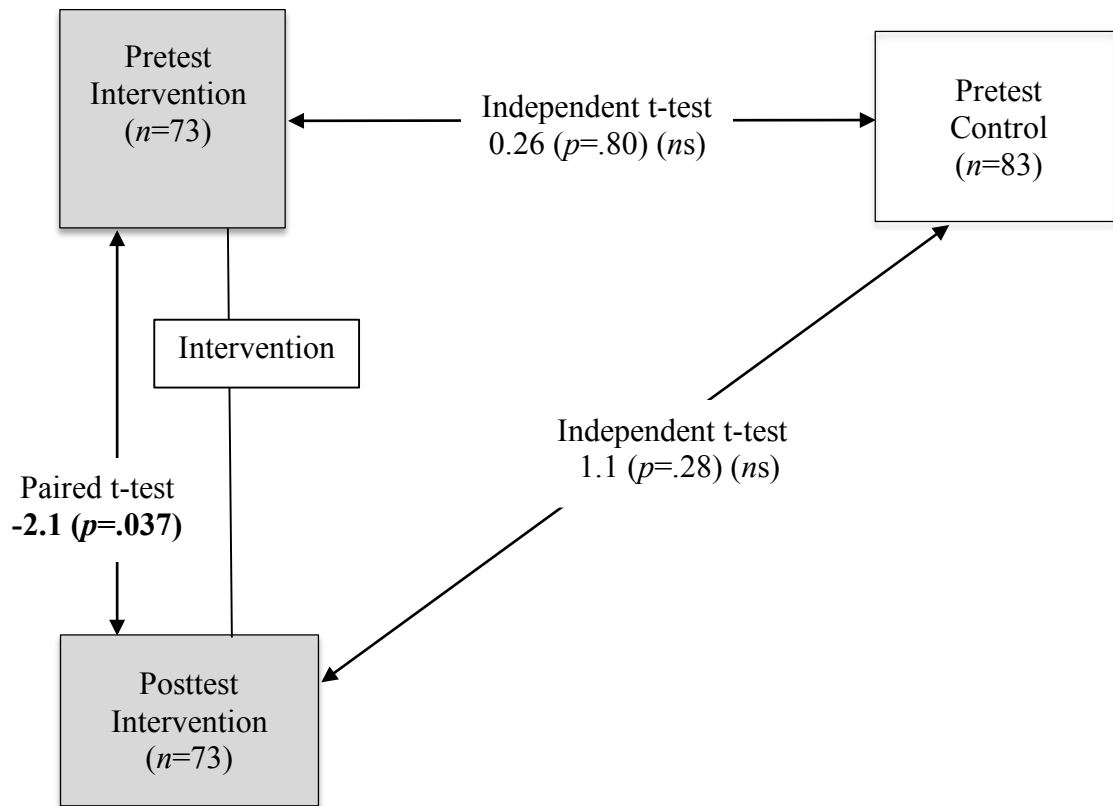 Pretest
Intervention
(n=73)
Independent t-test
0.26 (p=.80) (ns)
Pretest
Control
(n=83)
Intervention
Independent t-test
1.1 (p=.28) (ns)
Paired t-test
-2.1 (p=.037)
Posttest
Intervention
(n=73)